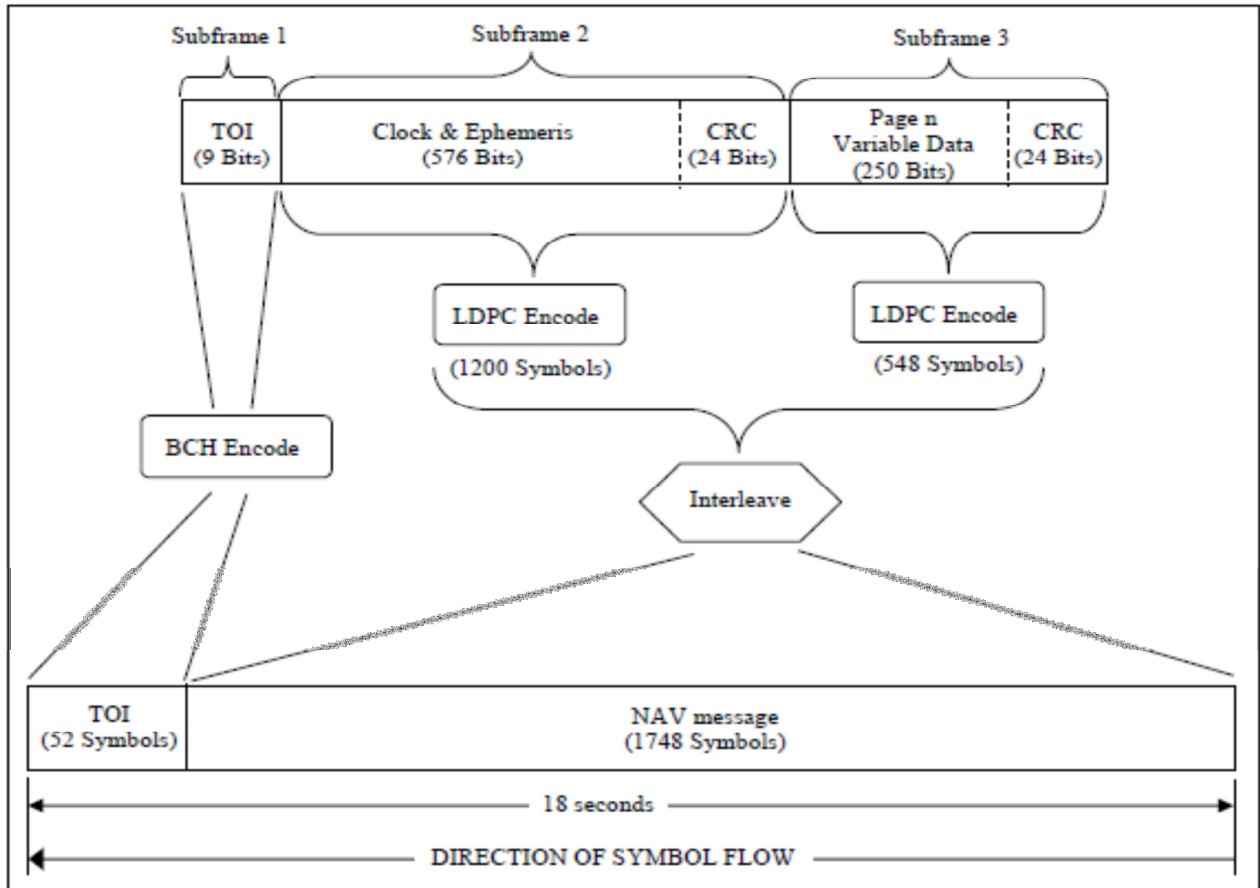 Subframe 1
Subframe 2
Subframe 3
TOI
(9 Bits)
Clock & Ephemeris
(576 Bits)
CRC
(24 Bits)
Page n
Variable Data
(250 Bits)
CRC
(24 Bits)
LDPC Encode
(1200 Symbols)
LDPC Encode
(548 Symbols)
BCH Encode
Interleave
TOI
(52 Symbols)
NAV message
(1748 Symbols)
18 seconds
DIRECTION OF SYMBOL FLOW